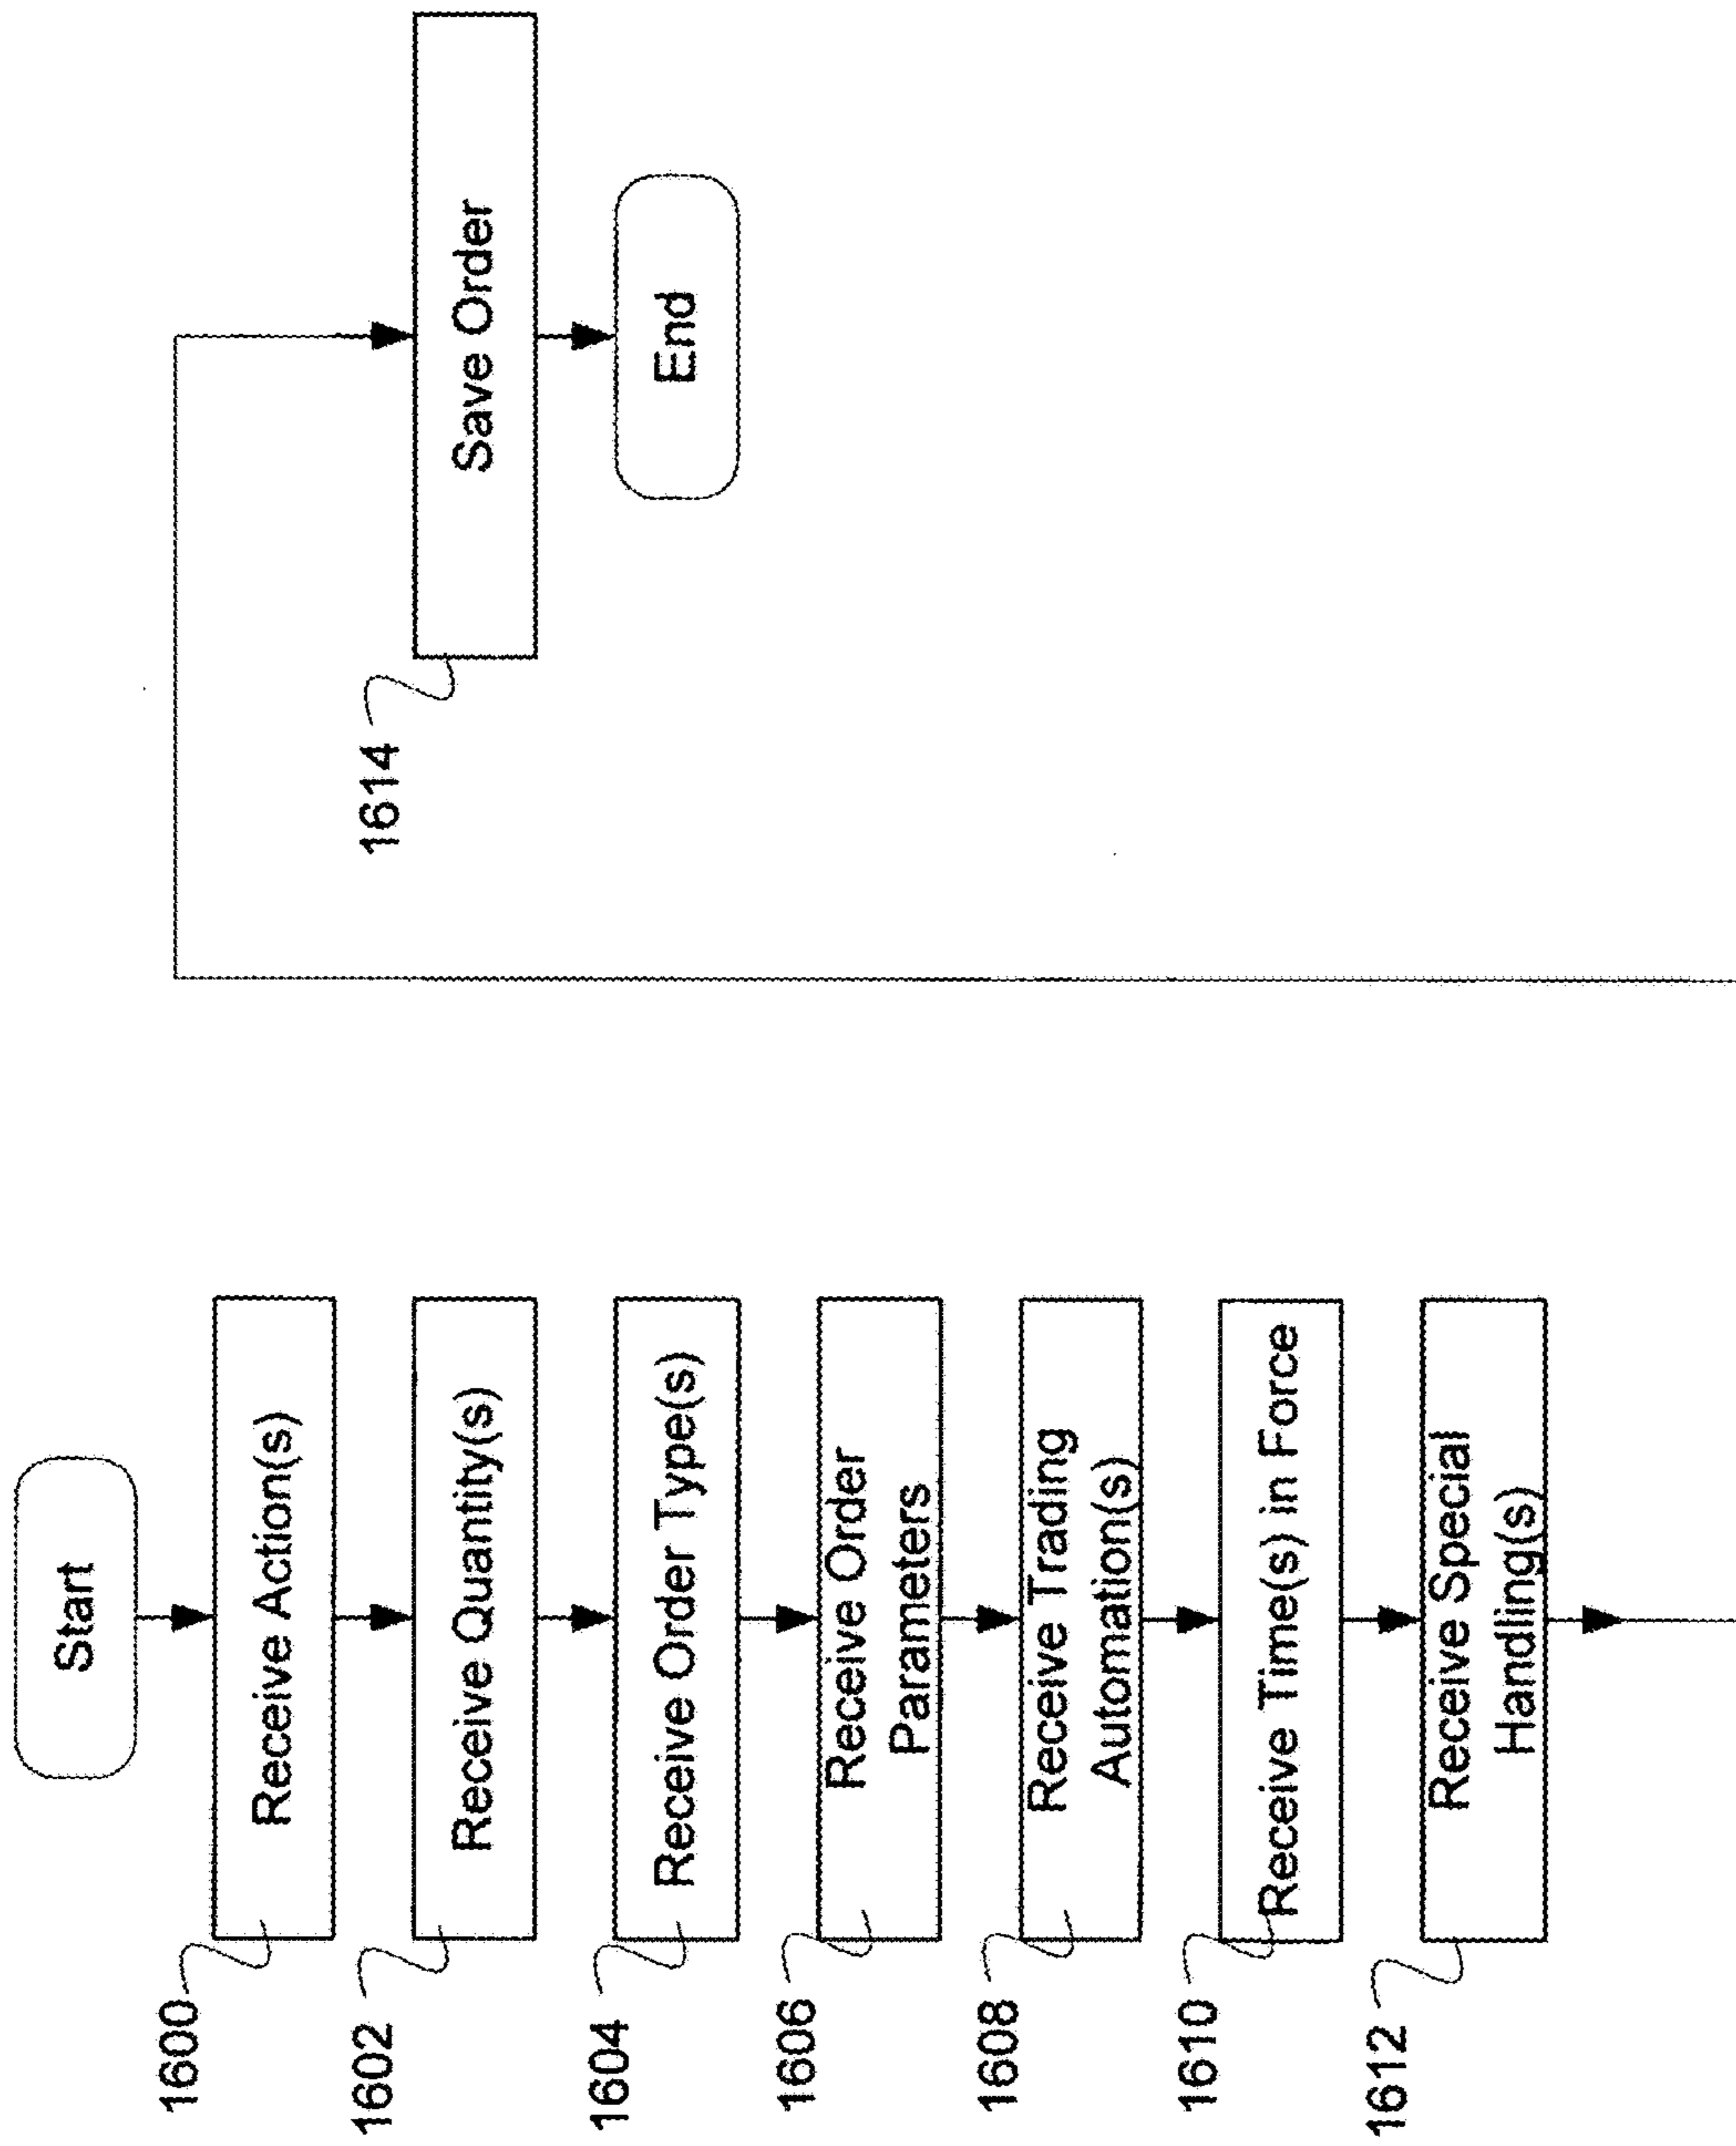 Start
1600
Receive Action(s)
1602
Receive Quantity(s)
1604
Receive Order Type(s)
1606
Receive Order
Parameters
1608
Receive Trading
Automation(s)
1610
Receive Time(s) in Force
1612
Receive Special
Handling(s)
1614
Save Order
End